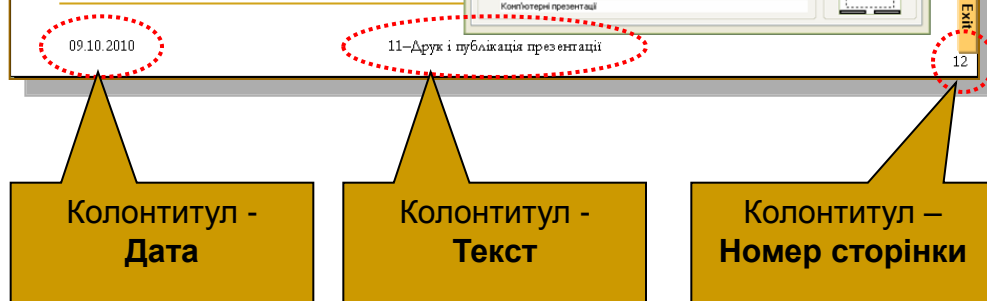 Комп'ютерні презентації
Exit
09.10.2010
11–Друк і публікація презентації
12
Колонтитул -
Дата
Колонтитул -
Текст
Колонтитул –
Номер сторінки